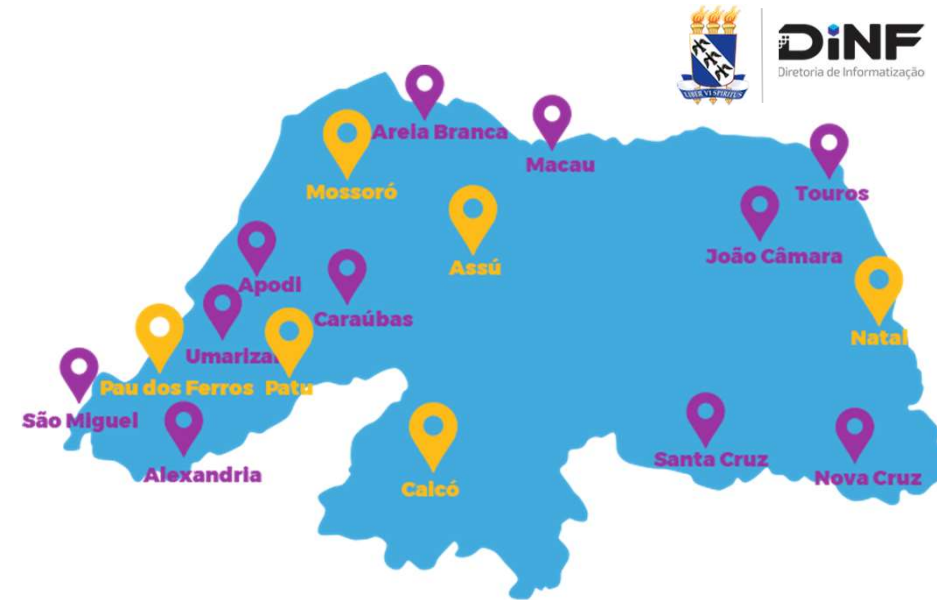 DiNF
Diretoria de Informatização
LIBER VI SPIRITUS
Areia Branca
Macau
Mossoró
Touros
João Câmara
Assú
Apodi
Caraúbas
Natal
Umarizal
Pau dos Ferros
Patu
São Miguel
Alexandria
Santa Cruz
Nova Cruz
Caicó